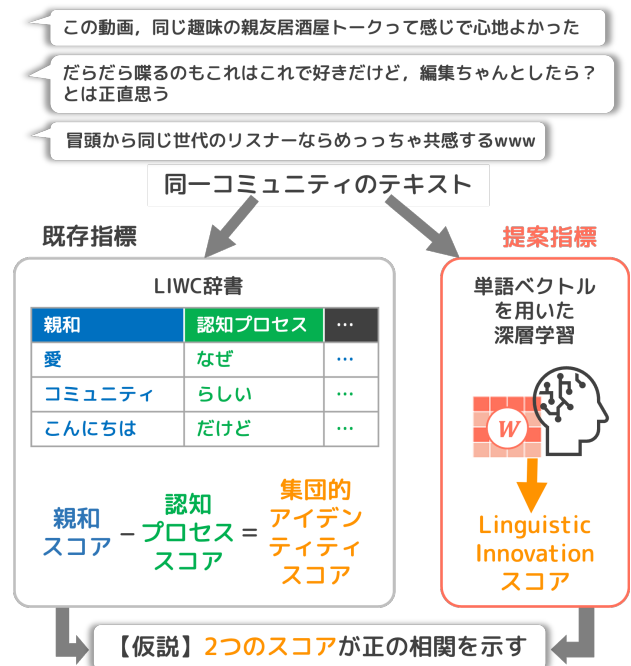 この動画，同じ趣味の親友居酒屋トークって感じで心地よかった
だらだら喋るのもこれはこれで好きだけど，編集ちゃんとしたら？
とは正直思う
冒頭から同じ世代のリスナーならめっっちゃ共感するwww
同一コミュニティのテキスト
既存指標
LIWC辞書
親和 認知プロセス …
愛 なぜ …
コミュニティ らしい …
こんにちは だけど …
親和
スコア
－
認知
プロセス
スコア
＝
集団的
アイデン
ティティ
スコア
提案指標
単語ベクトル
を用いた
深層学習
W
Linguistic
Innovation
スコア
【仮説】2つのスコアが正の相関を示す